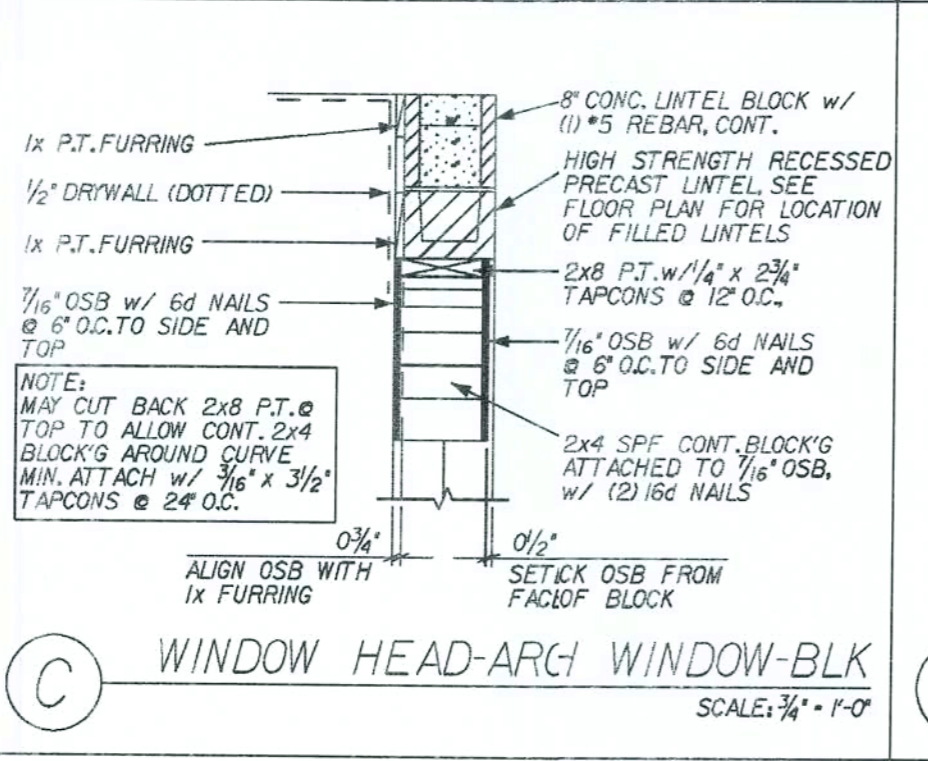 1x P.T. FURRING
1/2" DRYWALL (DOTTED)
1x P.T. FURRING
7/16" OSB w/ 6d NAILS
@ 6" O.C. TO SIDE AND
TOP
NOTE:
MAY CUT BACK 2x8 P.T. @
TOP TO ALLOW CONT. 2x4
BLOCK'G AROUND CURVE
MIN. ATTACH w/ 3/16" x 3 1/2"
TAPCONS @ 24" O.C.
8" CONC. LINTEL BLOCK w/
(1) #5 REBAR, CONT.
HIGH STRENGTH RECESSED
PRECAST LINTEL, SEE
FLOOR PLAN FOR LOCATION
OF FILLED LINTELS
2x8 P.T. w/ 1/4" x 2 3/4"
TAPCONS @ 12" O.C.,
7/16" OSB w/ 6d NAILS
@ 6" O.C. TO SIDE AND
TOP
2x4 SPF CONT. BLOCK'G
ATTACHED TO 7/16" OSB,
w/ (2) 16d NAILS
0 3/4"
ALIGN OSB WITH
1x FURRING
0 1/2"
OSB FROM
BLOCK
C
WINDOW HEAD-ARCH WINDOW-BLK
SCALE: 3/4" = 1'-0"